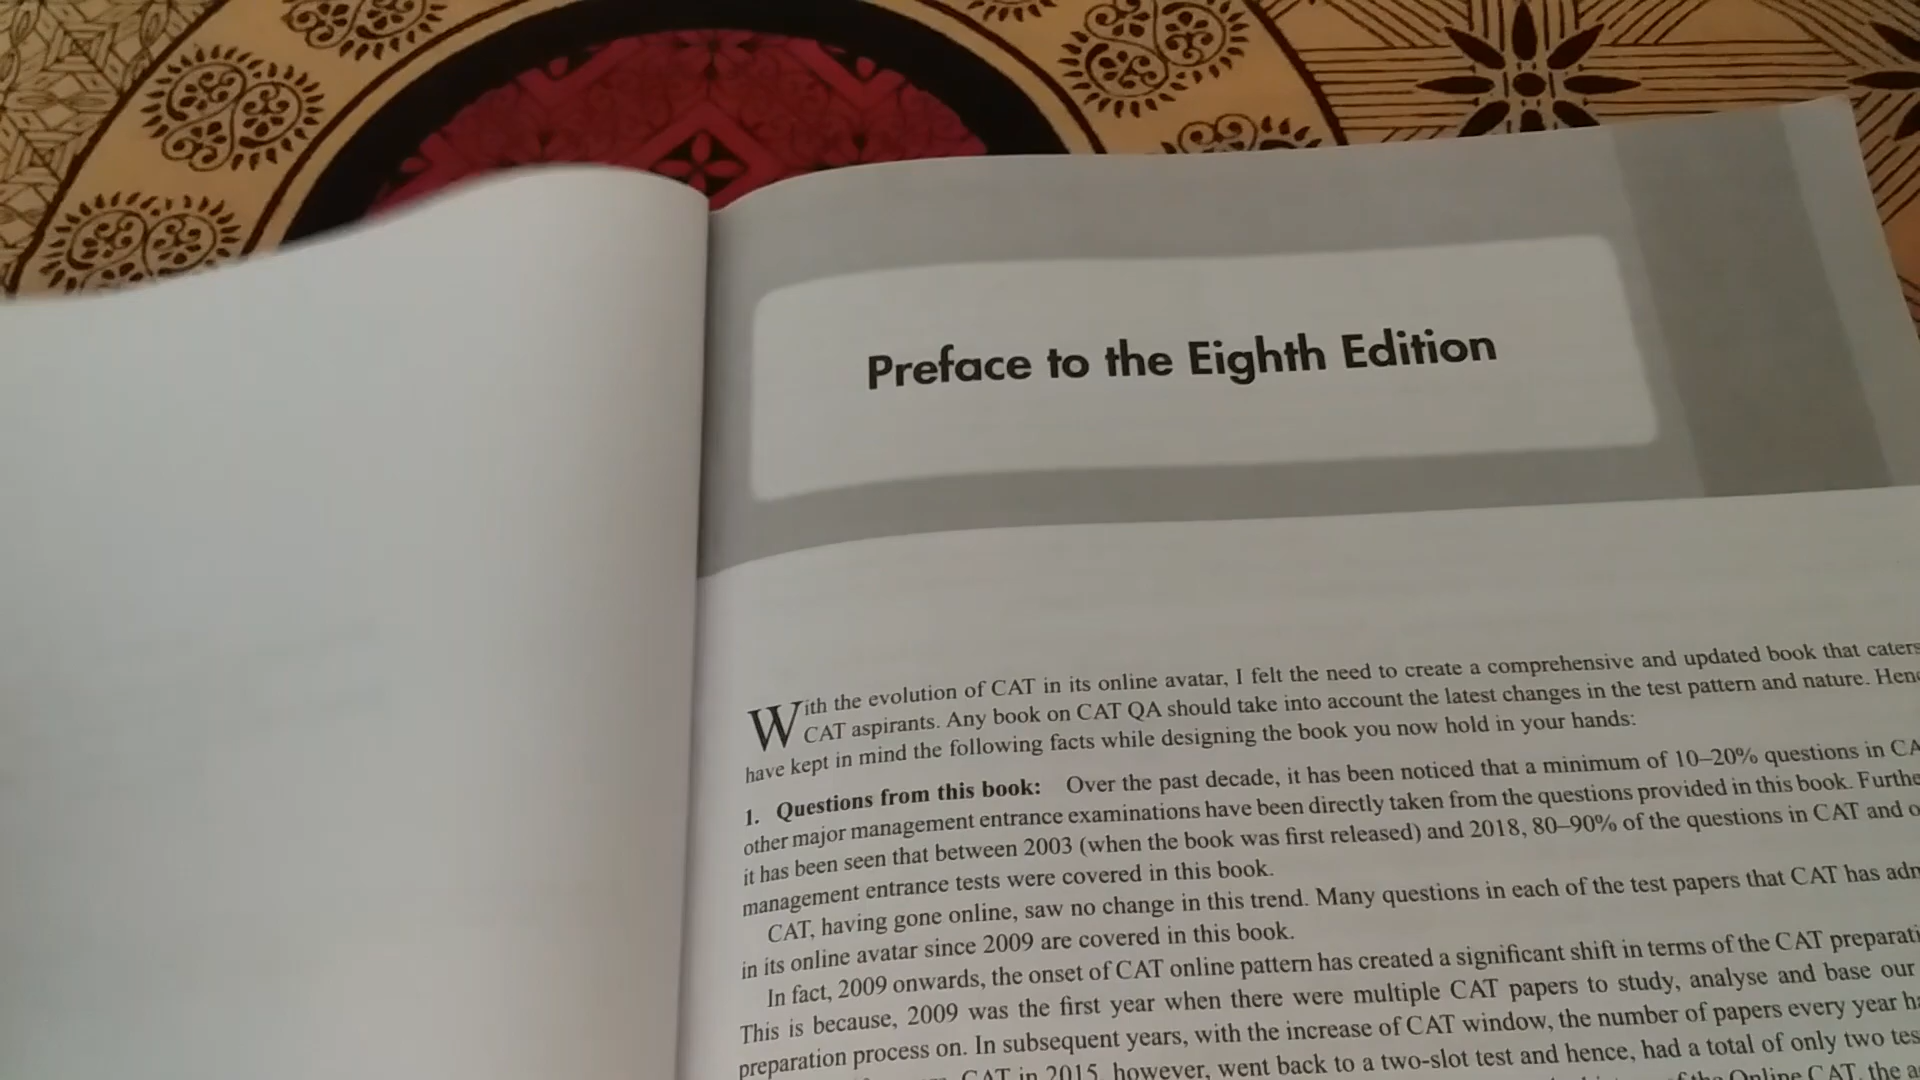 Preface to the Eighth Edition
With the evolution of CAT in its online avatar, I felt the need to create a comprehensive and updated book that caters
CAT aspirants. Any book on CAT QA should take into account the latest changes in the test pattern and nature.
have kept in mind the following facts while designing the book you now hold in your hands:
1. Questions from this book: Over the past decade, it has been noticed that a minimum of 10–20% questions in
other major management entrance examinations have been directly taken from the questions provided in this book.
it has been seen that between 2003 (when the book was first released) and 2018, 80–90% of the questions in CAT and
management entrance tests were covered in this book.
CAT, having gone online, saw no change in this trend. Many questions in each of the test papers that CAT has
in its online avatar since 2009 are covered in this book.
In fact, 2009 onwards, the onset of CAT online pattern has created a significant shift in terms of the CAT
This is because, 2009 was the first year when there were multiple CAT papers to study, analyse and base our
preparation process on. In subsequent years, with the increase of CAT window, the number of papers every year
CAT in 2015, however, went back to a two-slot test and hence, had a total of only two
of the Online CAT, the